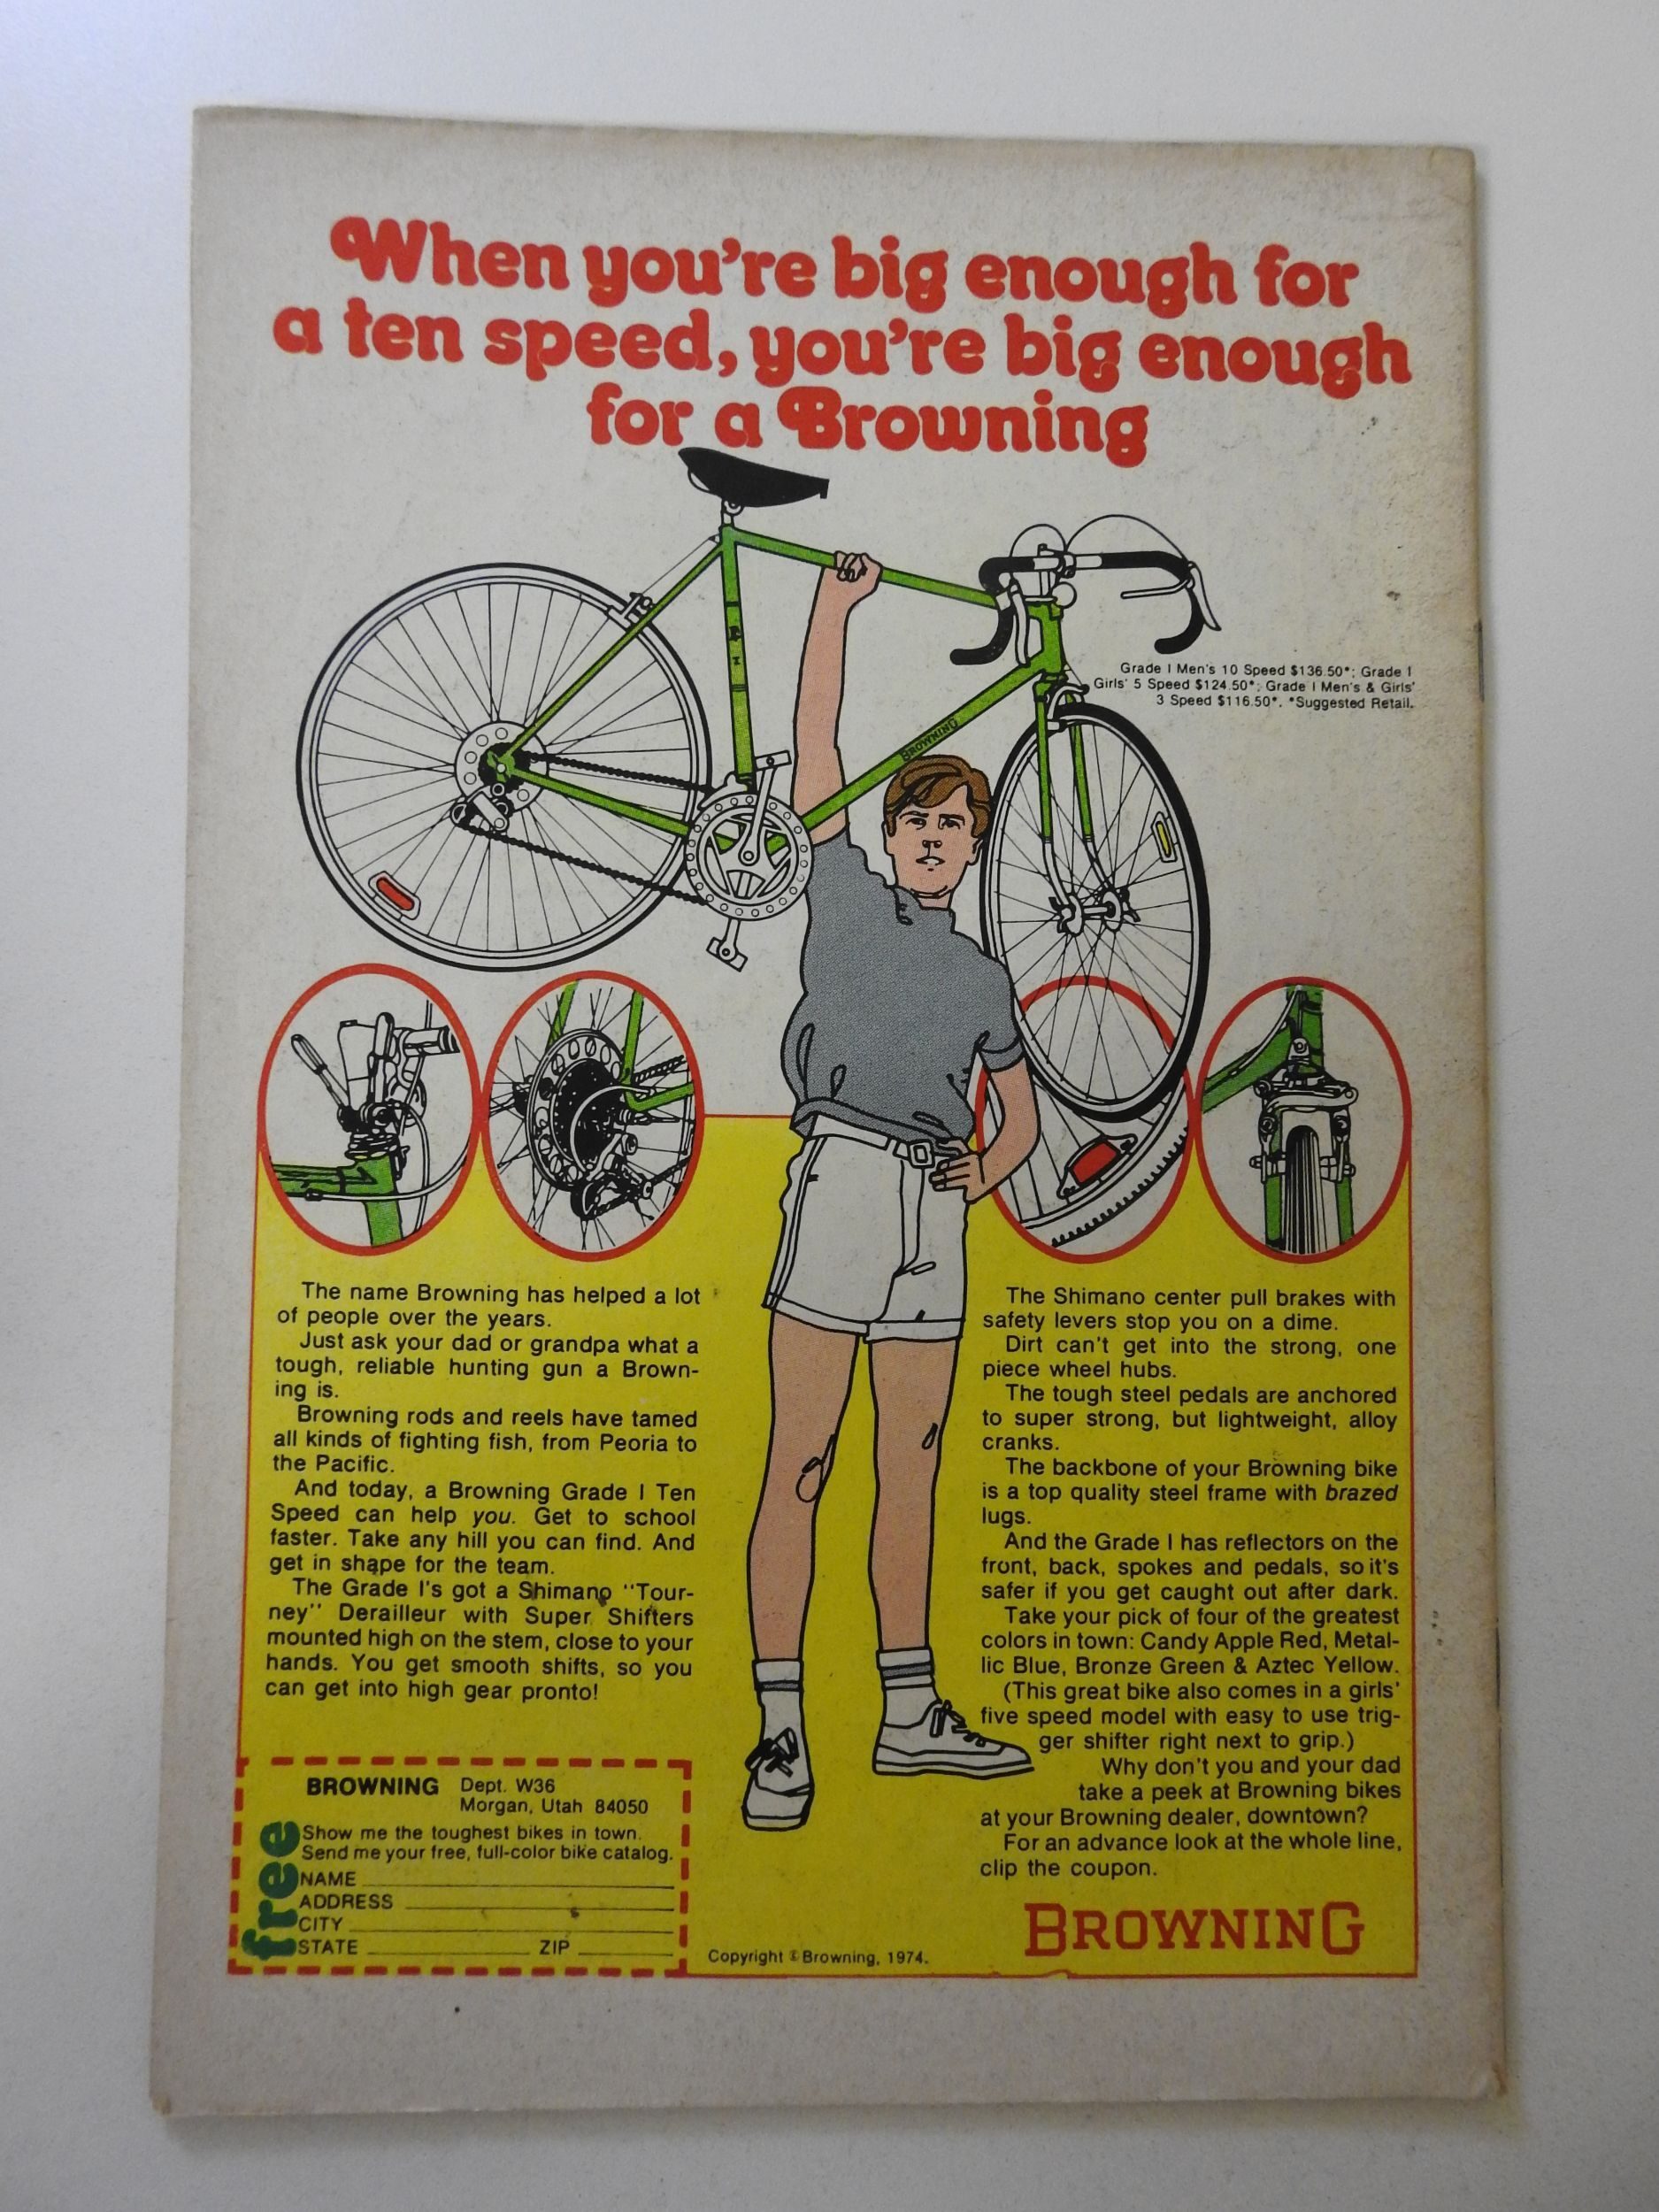 When you're big enough for
a ten speed, you're big enough
for a Browning
BROWNING
Grade I Men's 10 Speed $136.50*; Grade I
Girls' 5 Speed $124.50*; Grade I Men's & Girls'
3 Speed $116.50*. *Suggested Retail.
The name Browning has helped a lot
of people over the years.
Just ask your dad or grandpa what a
tough, reliable hunting gun a Brown-
ing is.
Browning rods and reels have tamed
all kinds of fighting fish, from Peoria to
the Pacific.
And today, a Browning Grade I Ten
Speed can help you. Get to school
faster. Take any hill you can find. And
get in shape for the team.
The Grade I's got a Shimano "Tour-
ney" Derailleur with Super Shifters
mounted high on the stem, close to your
hands. You get smooth shifts, so you
can get into high gear pronto!
The Shimano center pull brakes with
safety levers stop you on a dime.
Dirt can't get into the strong, one
piece wheel hubs.
The tough steel pedals are anchored
to super strong, but lightweight, alloy
cranks.
The backbone of your Browning bike
is a top quality steel frame with brazed
lugs.
And the Grade I has reflectors on the
front, back, spokes and pedals, so it's
safer if you get caught out after dark.
Take your pick of four of the greatest
colors in town: Candy Apple Red, Metal-
lic Blue, Bronze Green & Aztec Yellow.
(This great bike also comes in a girls'
five speed model with easy to use trig-
ger shifter right next to grip.)
Why don't you and your dad
take a peek at Browning bikes
at your Browning dealer, downtown?
For an advance look at the whole line,
clip the coupon.
BROWNING Dept. W36
Morgan, Utah 84050
free
Show me the toughest bikes in town.
Send me your free, full-color bike catalog.
NAME
ADDRESS
CITY
STATE ZIP
Copyright © Browning, 1974.
BROWNING